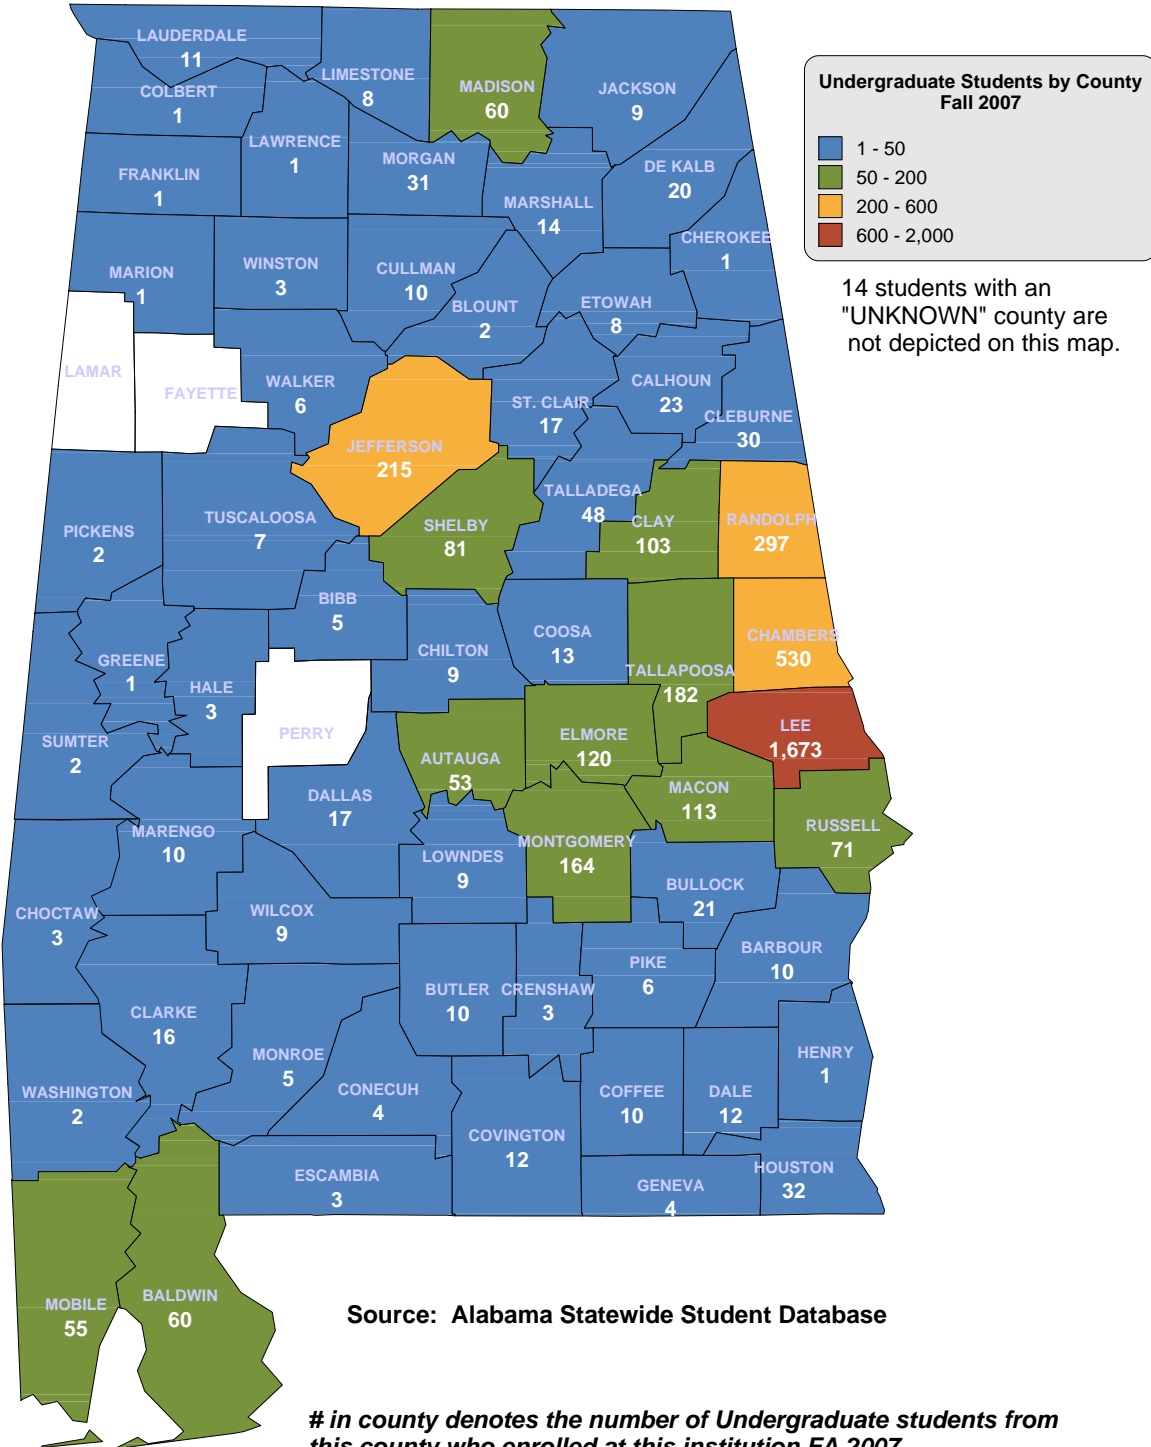 LAUDERDALE
11
LIMESTONE
8
MADISON
60
JACKSON
9
COLBERT
1
LAWRENCE
1
MORGAN
31
FRANKLIN
1
MARSHALL
14
DE KALB
20
CHEROKEE
1
MARION
1
WINSTON
3
CULLMAN
10
BLOUNT
2
ETOWAH
8
LAMAR
FAYETTE
WALKER
6
JEFFERSON
215
ST. CLAIR
17
CALHOUN
23
CLEBURNE
30
PICKENS
2
TUSCALOOSA
7
SHELBY
81
TALLADEGA
48
CLAY
103
RANDOLPH
297
BIBB
5
CHILTON
9
COOSA
13
TALLAPOOSA
182
CHAMBERS
530
GREENE
1
HALE
3
PERRY
SUMTER
2
AUTAUGA
53
ELMORE
120
LEE
1,673
DALLAS
17
MACON
113
RUSSELL
71
MARENGO
10
LOWNDES
9
MONTGOMERY
164
BULLOCK
21
CHOCTAW
3
WILCOX
9
BARBOUR
10
CLARKE
16
BUTLER
10
CRENSHAW
3
PIKE
6
MONROE
5
HENRY
1
WASHINGTON
2
CONECUH
4
COFFEE
10
DALE
12
COVINGTON
12
ESCAMBIA
3
GENEVA
4
HOUSTON
32
MOBILE
55
BALDWIN
60
Undergraduate Students by County
Fall 2007
1 - 50
50 - 200
200 - 600
600 - 2,000
14 students with an
"UNKNOWN" county are
not depicted on this map.
Source: Alabama Statewide Student Database
# in county denotes the number of Undergraduate students from
this county who enrolled at this institution FA 2007